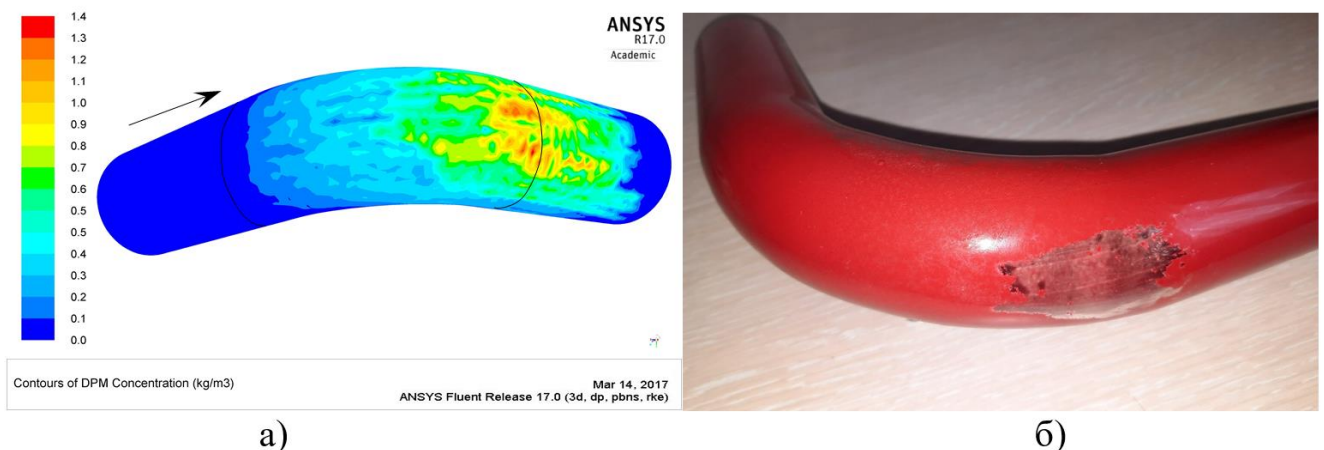 1.4
1.3
1.2
1.1
1.0
0.9
0.8
0.7
0.6
0.5
0.4
0.3
0.2
0.1
0.0
ANSYS
R17.0
Academic
Contours of DPM Concentration (kg/m3)
Mar 14, 2017
ANSYS Fluent Release 17.0 (3d, dp, pbns, rke)
а)
б)